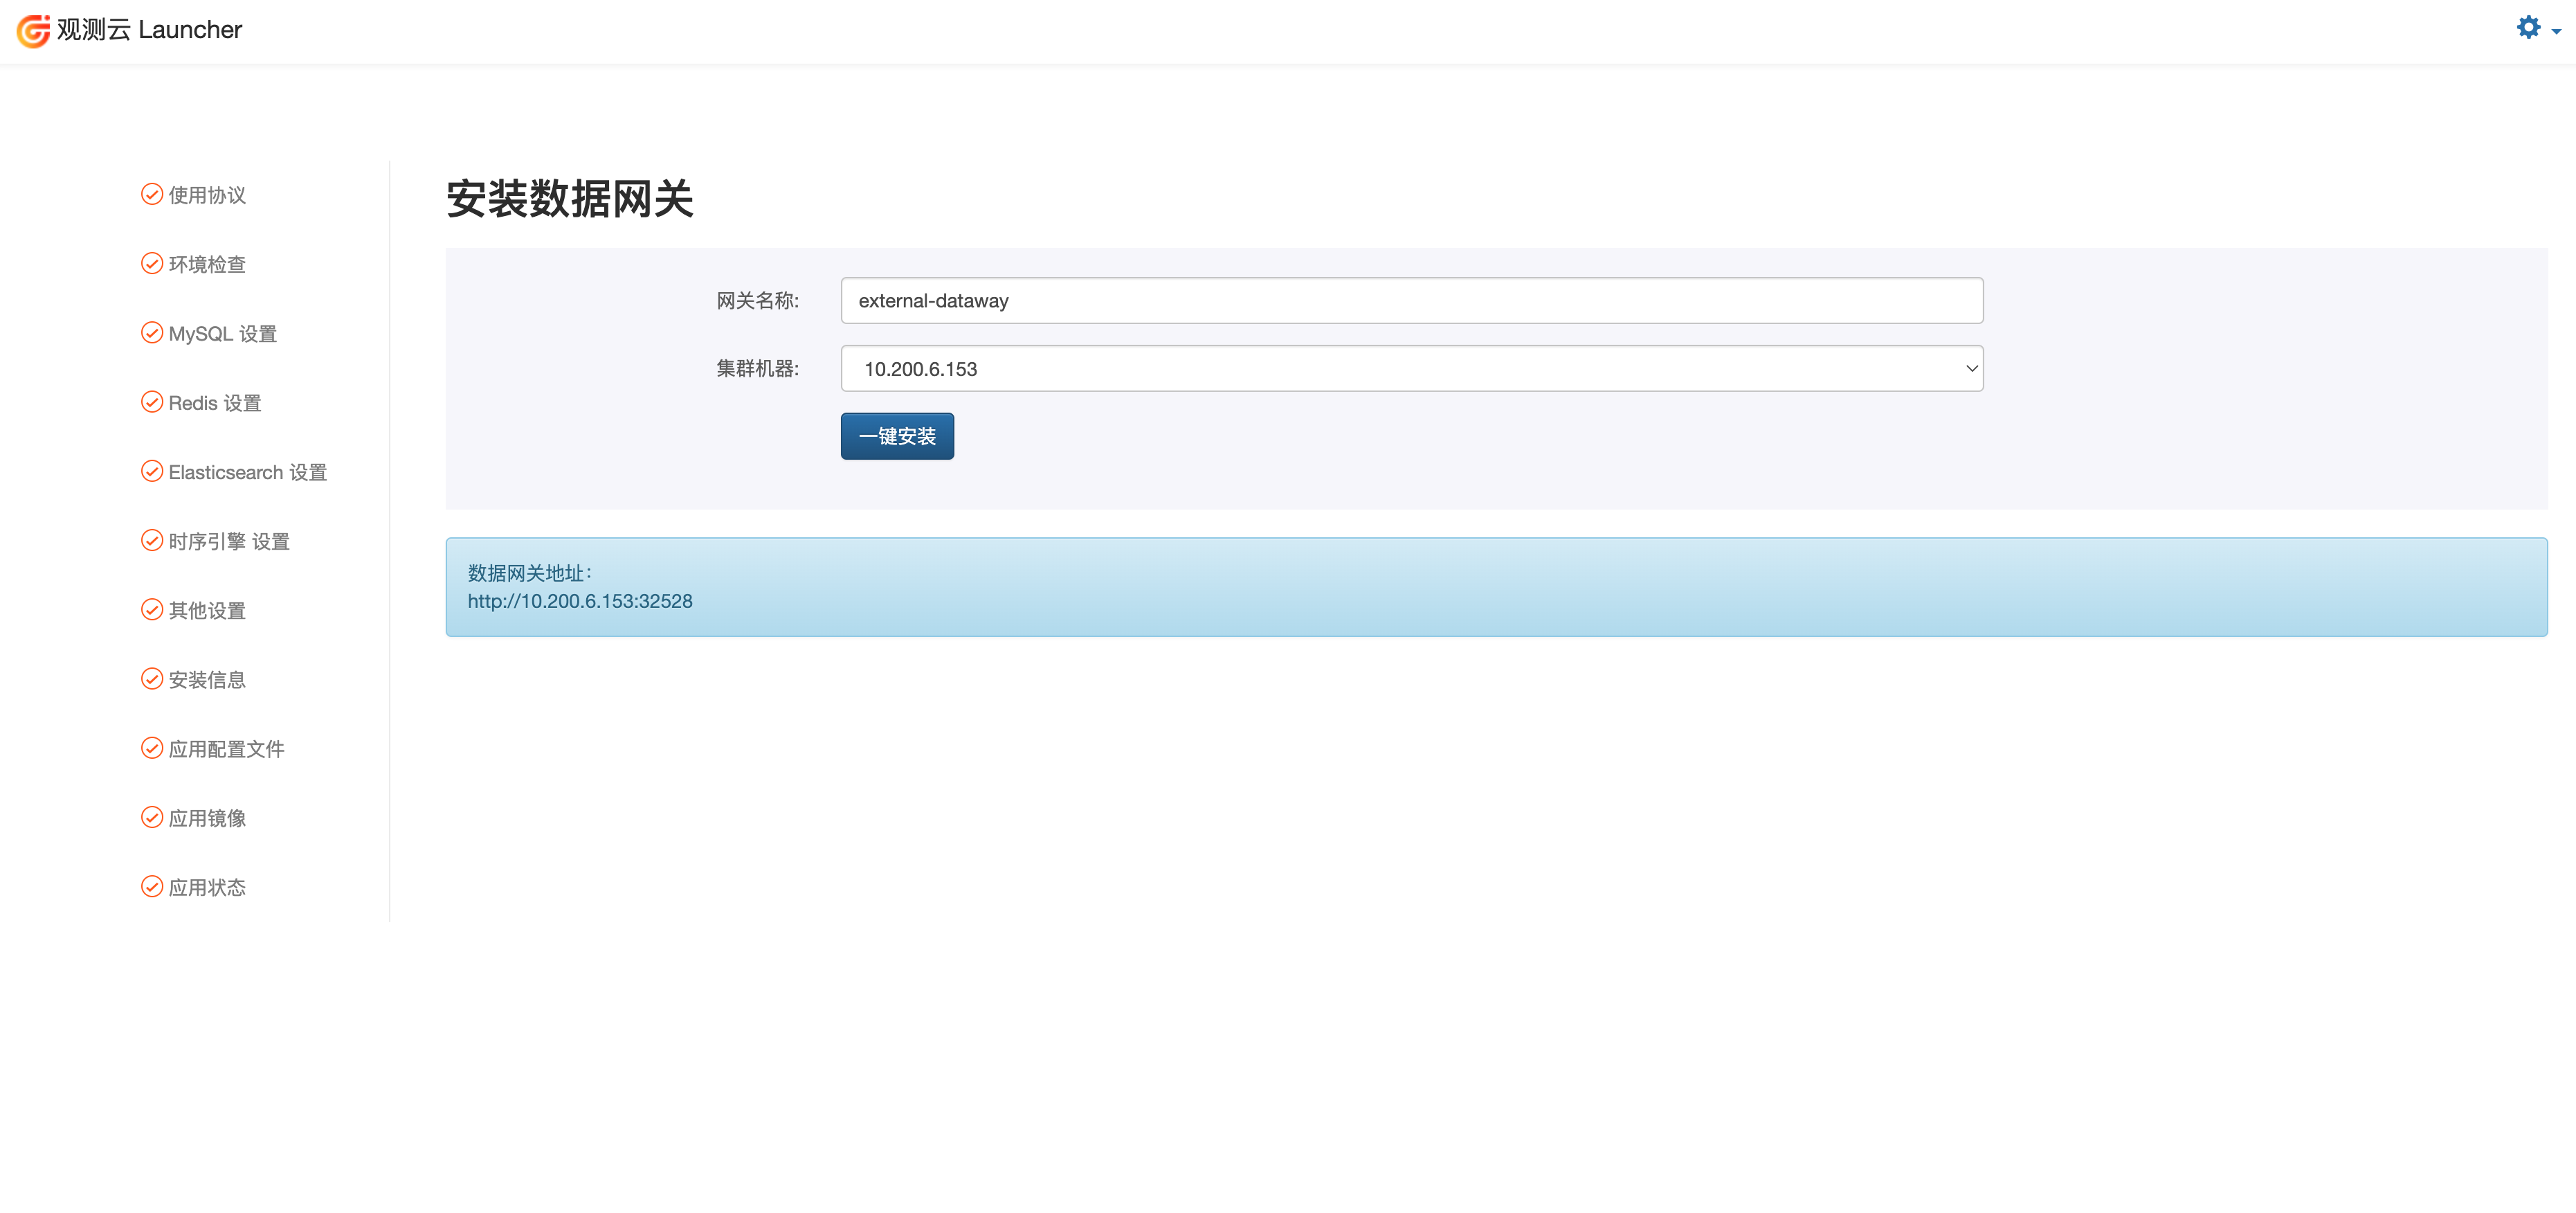 观测云 Launcher
使用协议
环境检查
MySQL 设置
Redis 设置
Elasticsearch 设置
时序引擎 设置
其他设置
安装信息
应用配置文件
应用镜像
应用状态
安装数据网关
网关名称:
external-dataway
集群机器:
10.200.6.153
一键安装
数据网关地址：
http://10.200.6.153:32528